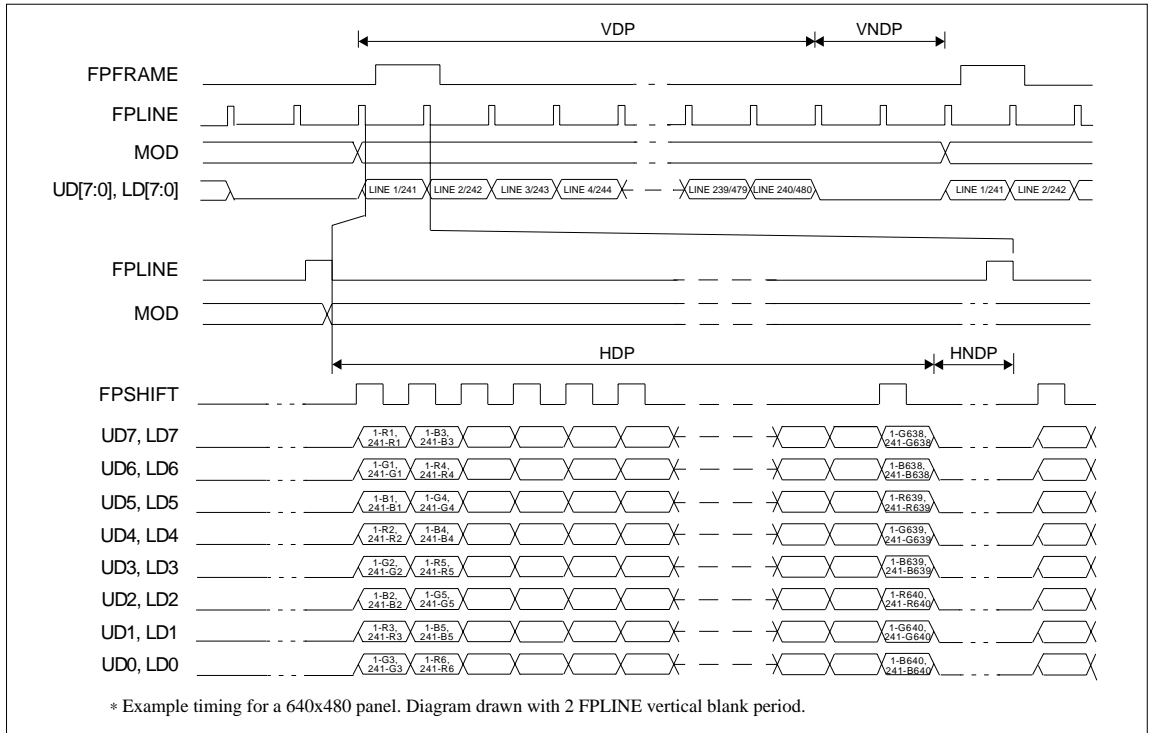 VDP VNDP
FPFRAME
FPLINE
MOD
UD[7:0], LD[7:0] LINE 1/241 LINE 2/242 LINE 3/243 LINE 4/244 LINE 239/479 LINE 240/480 LINE 1/241 LINE 2/242
FPLINE
MOD
HDP HNDP
FPSHIFT
UD7, LD7 1-R1, 241-R1 1-B3, 241-B3 1-G638, 241-G638
UD6, LD6 1-G1, 241-G1 1-R4, 241-R4 1-B638, 241-B638
UD5, LD5 1-B1, 241-B1 1-G4, 241-G4 1-R639, 241-R639
UD4, LD4 1-R2, 241-R2 1-B4, 241-B4 1-G639, 241-G639
UD3, LD3 1-G2, 241-G2 1-R5, 241-R5 1-B639, 241-B639
UD2, LD2 1-B2, 241-B2 1-G5, 241-G5 1-R640, 241-R640
UD1, LD1 1-R3, 241-R3 1-B5, 241-B5 1-G640, 241-G640
UD0, LD0 1-G3, 241-G3 1-R6, 241-R6 1-B640, 241-B640
* Example timing for a 640x480 panel. Diagram drawn with 2 FPLINE vertical blank period.